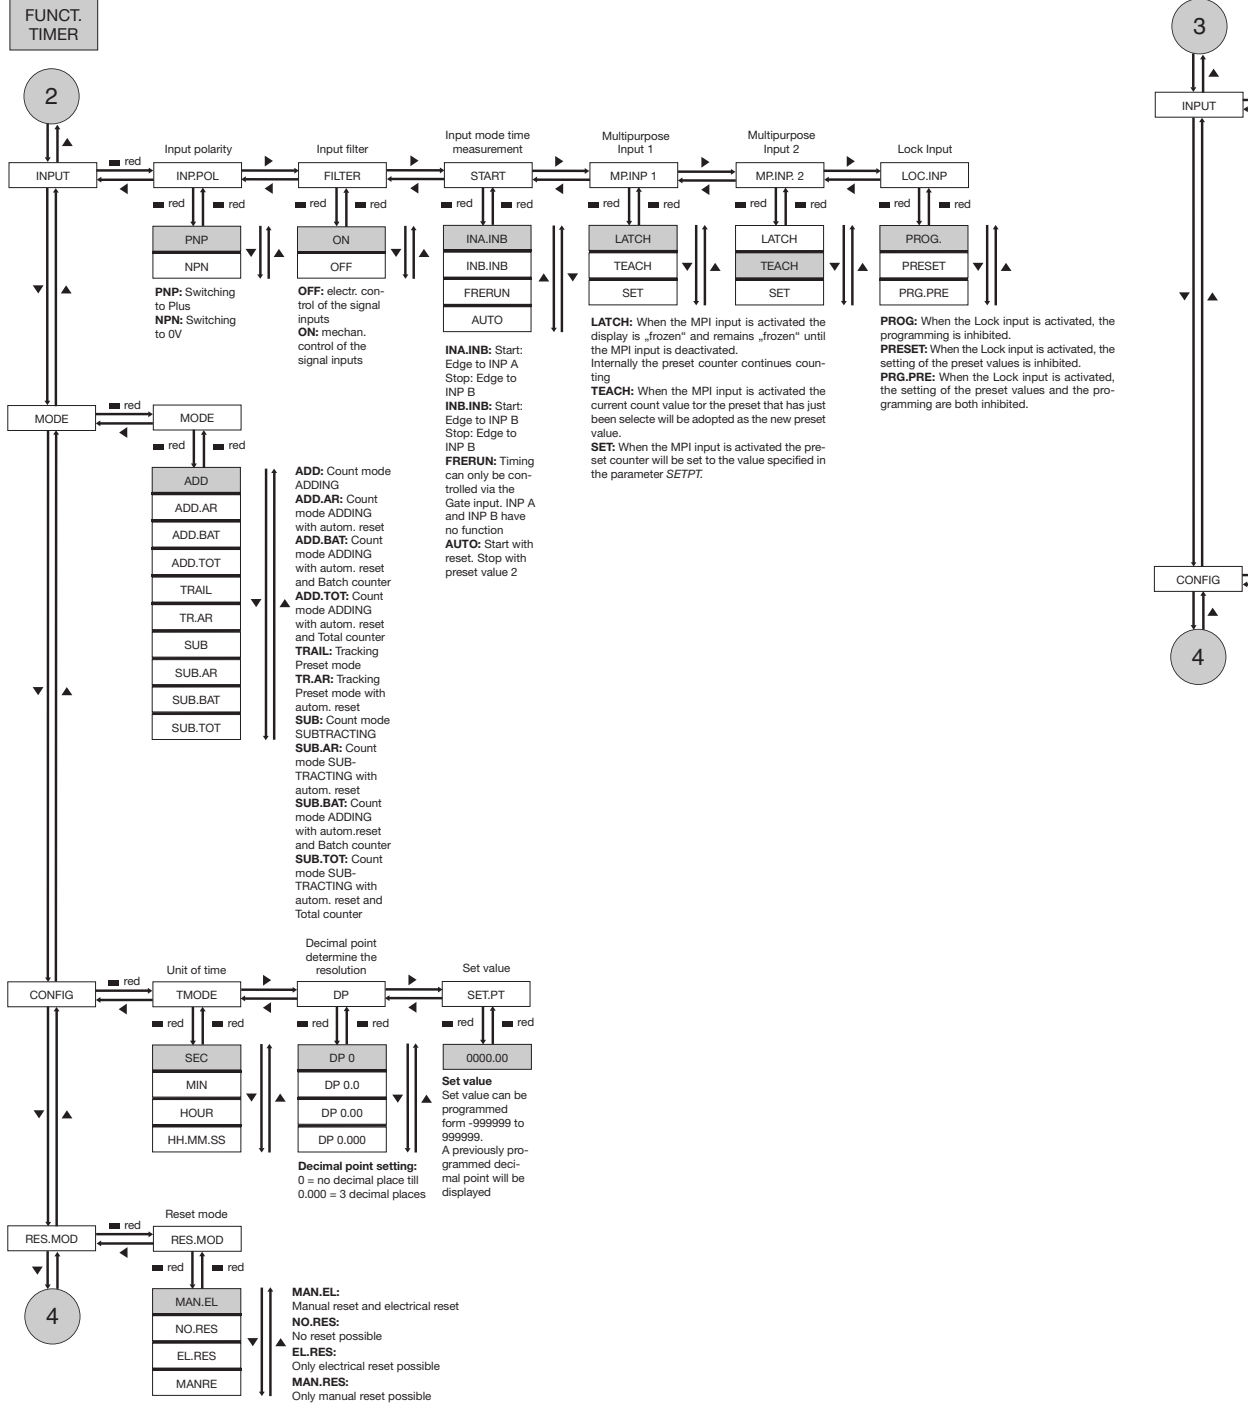 FUNCT.
TIMER
2
3
INPUT
CONFIG
4
Input polarity
Input filter
Input mode time
measurement
Multipurpose
Input 1
Multipurpose
Input 2
Lock Input
INPUT
red
INP.POL
FILTER
START
MP.INP 1
MP.INP. 2
LOC.INP
red
red
red
red
red
red
red
red
red
red
red
red
PNP
NPN
ON
OFF
INA.INB
INB.INB
FRERUN
AUTO
LATCH
TEACH
SET
LATCH
TEACH
SET
PROG.
PRESET
PRG.PRE
PNP: Switching
to Plus
NPN: Switching
to 0V
OFF: electr. con-
trol of the signal
inputs
ON: mechan.
control of the
signal inputs
INA.INB: Start:
Edge to INP A
Stop: Edge to
INP B
INB.INB: Start:
Edge to INP B
Stop: Edge to
INP B
FRERUN: Timing
can only be con-
trolled via the
Gate input. INP A
and INP B have
no function
AUTO: Start with
reset. Stop with
preset value 2
LATCH: When the MPI input is activated the
display is „frozen“ and remains „frozen“ until
the MPI input is deactivated.
Internally the preset counter continues coun-
ting
TEACH: When the MPI input is activated the
current count value tor the preset that has just
been selecte will be adopted as the new preset
value.
SET: When the MPI input is activated the pre-
set counter will be set to the value specified in
the parameter SETPT.
PROG: When the Lock input is activated, the
programming is inhibited.
PRESET: When the Lock input is activated, the
setting of the preset values is inhibited.
PRG.PRE: When the Lock input is activated,
the setting of the preset values and the pro-
gramming are both inhibited.
MODE
red
MODE
red
red
ADD
ADD.AR
ADD.BAT
ADD.TOT
TRAIL
TR.AR
SUB
SUB.AR
SUB.BAT
SUB.TOT
ADD: Count mode
ADDING
ADD.AR: Count
mode ADDING
with autom. reset
ADD.BAT: Count
mode ADDING
with autom. reset
and Batch counter
ADD.TOT: Count
mode ADDING
with autom. reset
and Total counter
TRAIL: Tracking
Preset mode
TR.AR: Tracking
Preset mode with
autom. reset
SUB: Count mode
SUBTRACTING
SUB.AR: Count
mode SUB-
TRACTING with
autom. reset
SUB.BAT: Count
mode ADDING
with autom.reset
and Batch counter
SUB.TOT: Count
mode SUB-
TRACTING with
autom. reset and
Total counter
Unit of time
Decimal point
determine the
resolution
Set value
CONFIG
red
TMODE
DP
SET.PT
red
red
red
red
red
red
SEC
MIN
HOUR
HH.MM.SS
DP 0
DP 0.0
DP 0.00
DP 0.000
0000.00
Decimal point setting:
0 = no decimal place till
0.000 = 3 decimal places
Set value
Set value can be
programmed
form -999999 to
999999.
A previously pro-
grammed deci-
mal point will be
displayed
Reset mode
RES.MOD
red
RES.MOD
red
red
4
MAN.EL
NO.RES
EL.RES
MANRE
MAN.EL:
Manual reset and electrical reset
NO.RES:
No reset possible
EL.RES:
Only electrical reset possible
MAN.RES:
Only manual reset possible